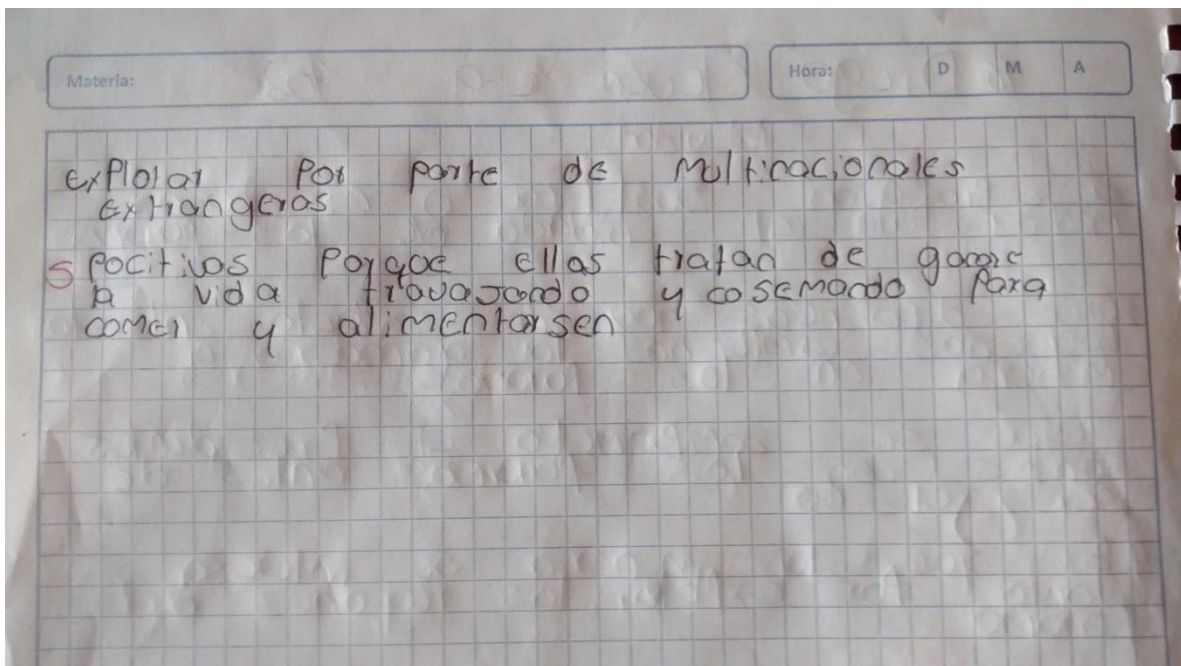 Materia:
Hora: D M A
Explotar por parte de Multinacionales
Extrangeras
5 pocitivos porque ellas tratan de
la vida travajando y cosemando para
comer y alimentarsen